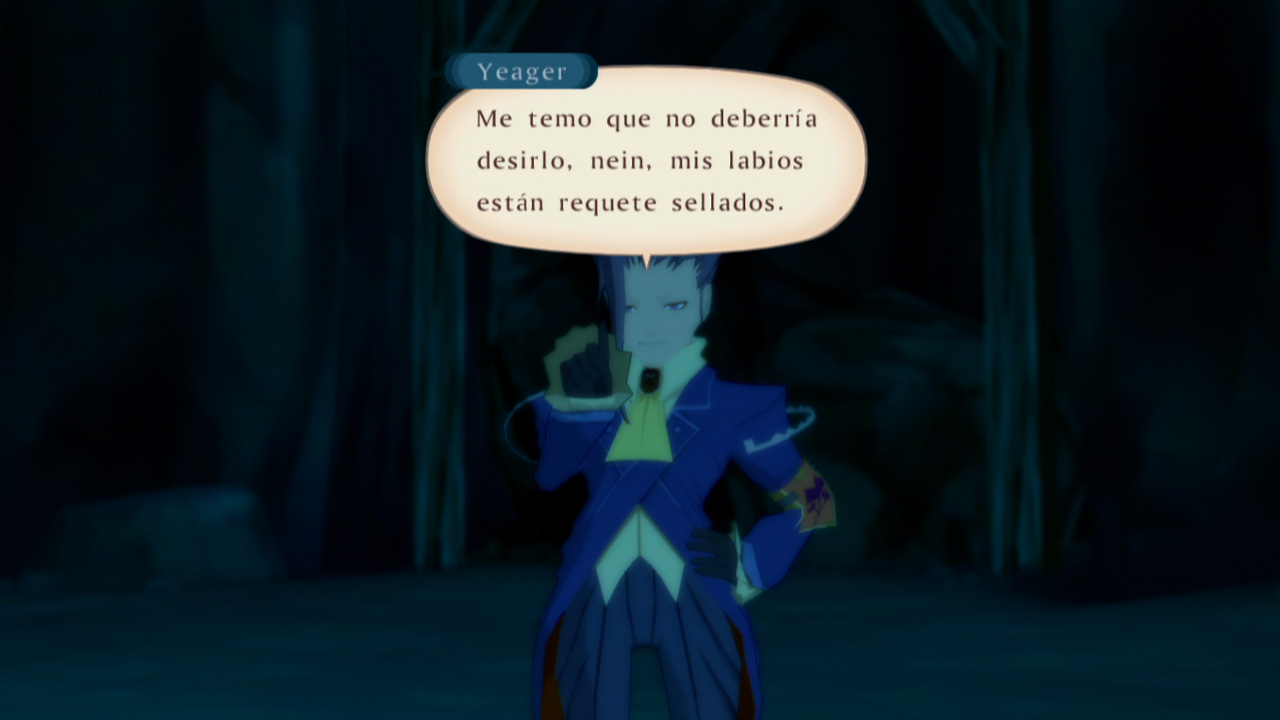 Yeager
Me temo que no deberría
desirlo, nein, mis labios
están requete sellados.